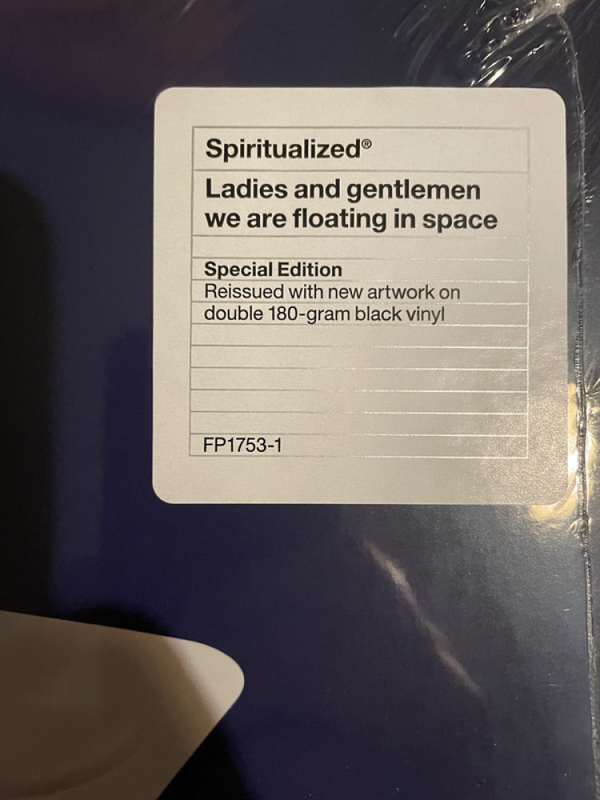 Spiritualized®
Ladies and gentlemen
we are floating in space
Special Edition
Reissued with new artwork on
double 180-gram black vinyl
FP1753-1